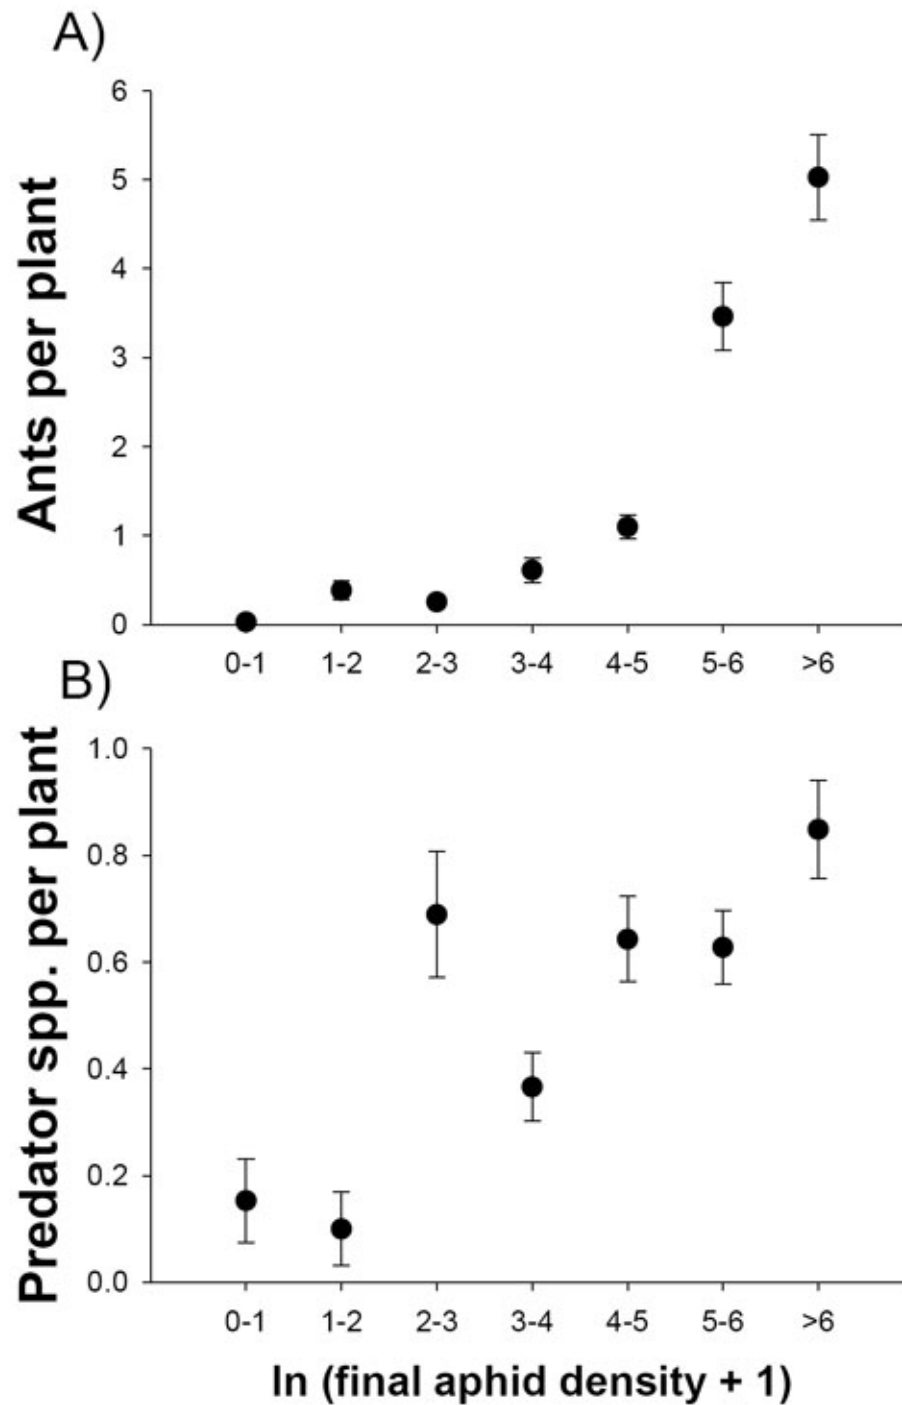 A)
Ants per plant
6
5
4
3
2
1
0
0-1 1-2 2-3 3-4 4-5 5-6 >6
B)
Predator spp. per plant
1.0
0.8
0.6
0.4
0.2
0.0
0-1 1-2 2-3 3-4 4-5 5-6 >6
ln (final aphid density + 1)